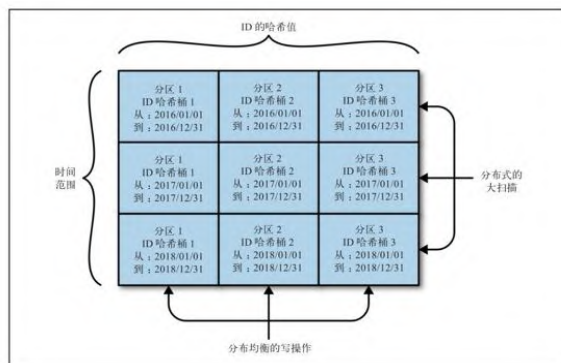 ID 的哈希值
时间
范围
分区 1
ID 哈希桶 1
从：2016/01/01
到：2016/12/31
分区 2
ID 哈希桶 2
从：2016/01/01
到：2016/12/31
分区 3
ID 哈希桶 3
从：2016/01/01
到：2016/12/31
分区 1
ID 哈希桶 1
从：2017/01/01
到：2017/12/31
分区 2
ID 哈希桶 2
从：2017/01/01
到：2017/12/31
分区 3
ID 哈希桶 3
从：2017/01/01
到：2017/12/31
分区 1
ID 哈希桶 1
从：2018/01/01
到：2018/12/31
分区 2
ID 哈希桶 2
从：2018/01/01
到：2018/12/31
分区 3
ID 哈希桶 3
从：2018/01/01
到：2018/12/31
分布式的
大扫描
分布均衡的写操作